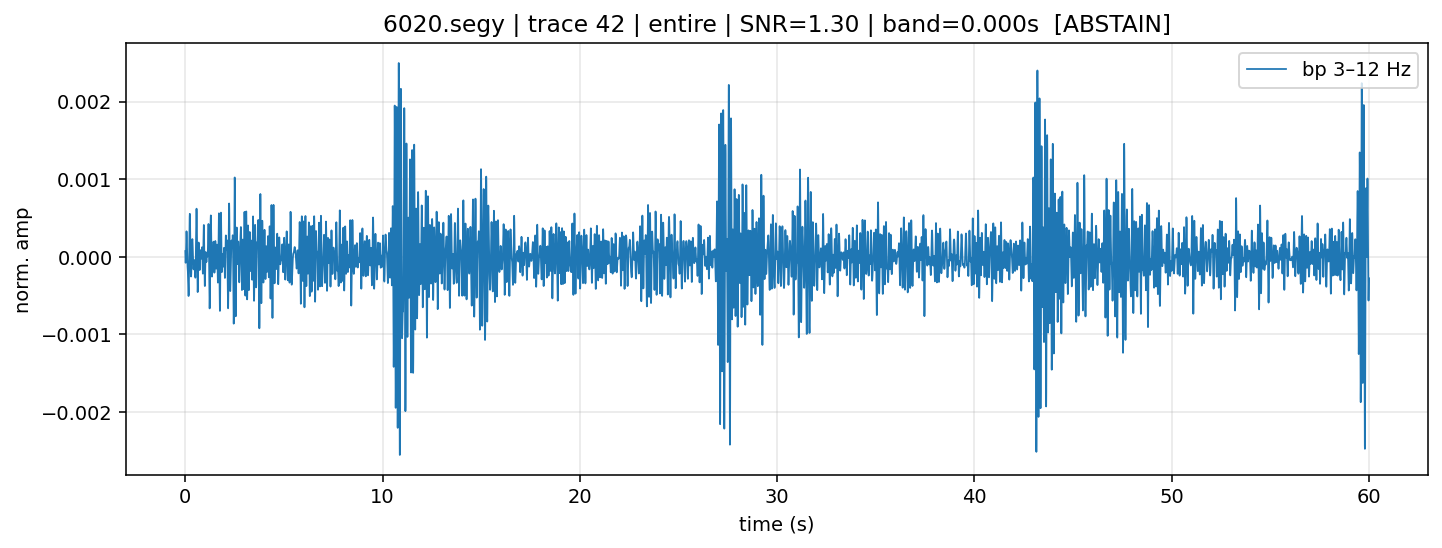 6020.segy | trace 42 | entire | SNR=1.30 | band=0.000s  [ABSTAIN]
bp 3–12 Hz
0.002
0.001
0.000
−0.001
−0.002
norm. amp
0 10 20 30 40 50 60
time (s)